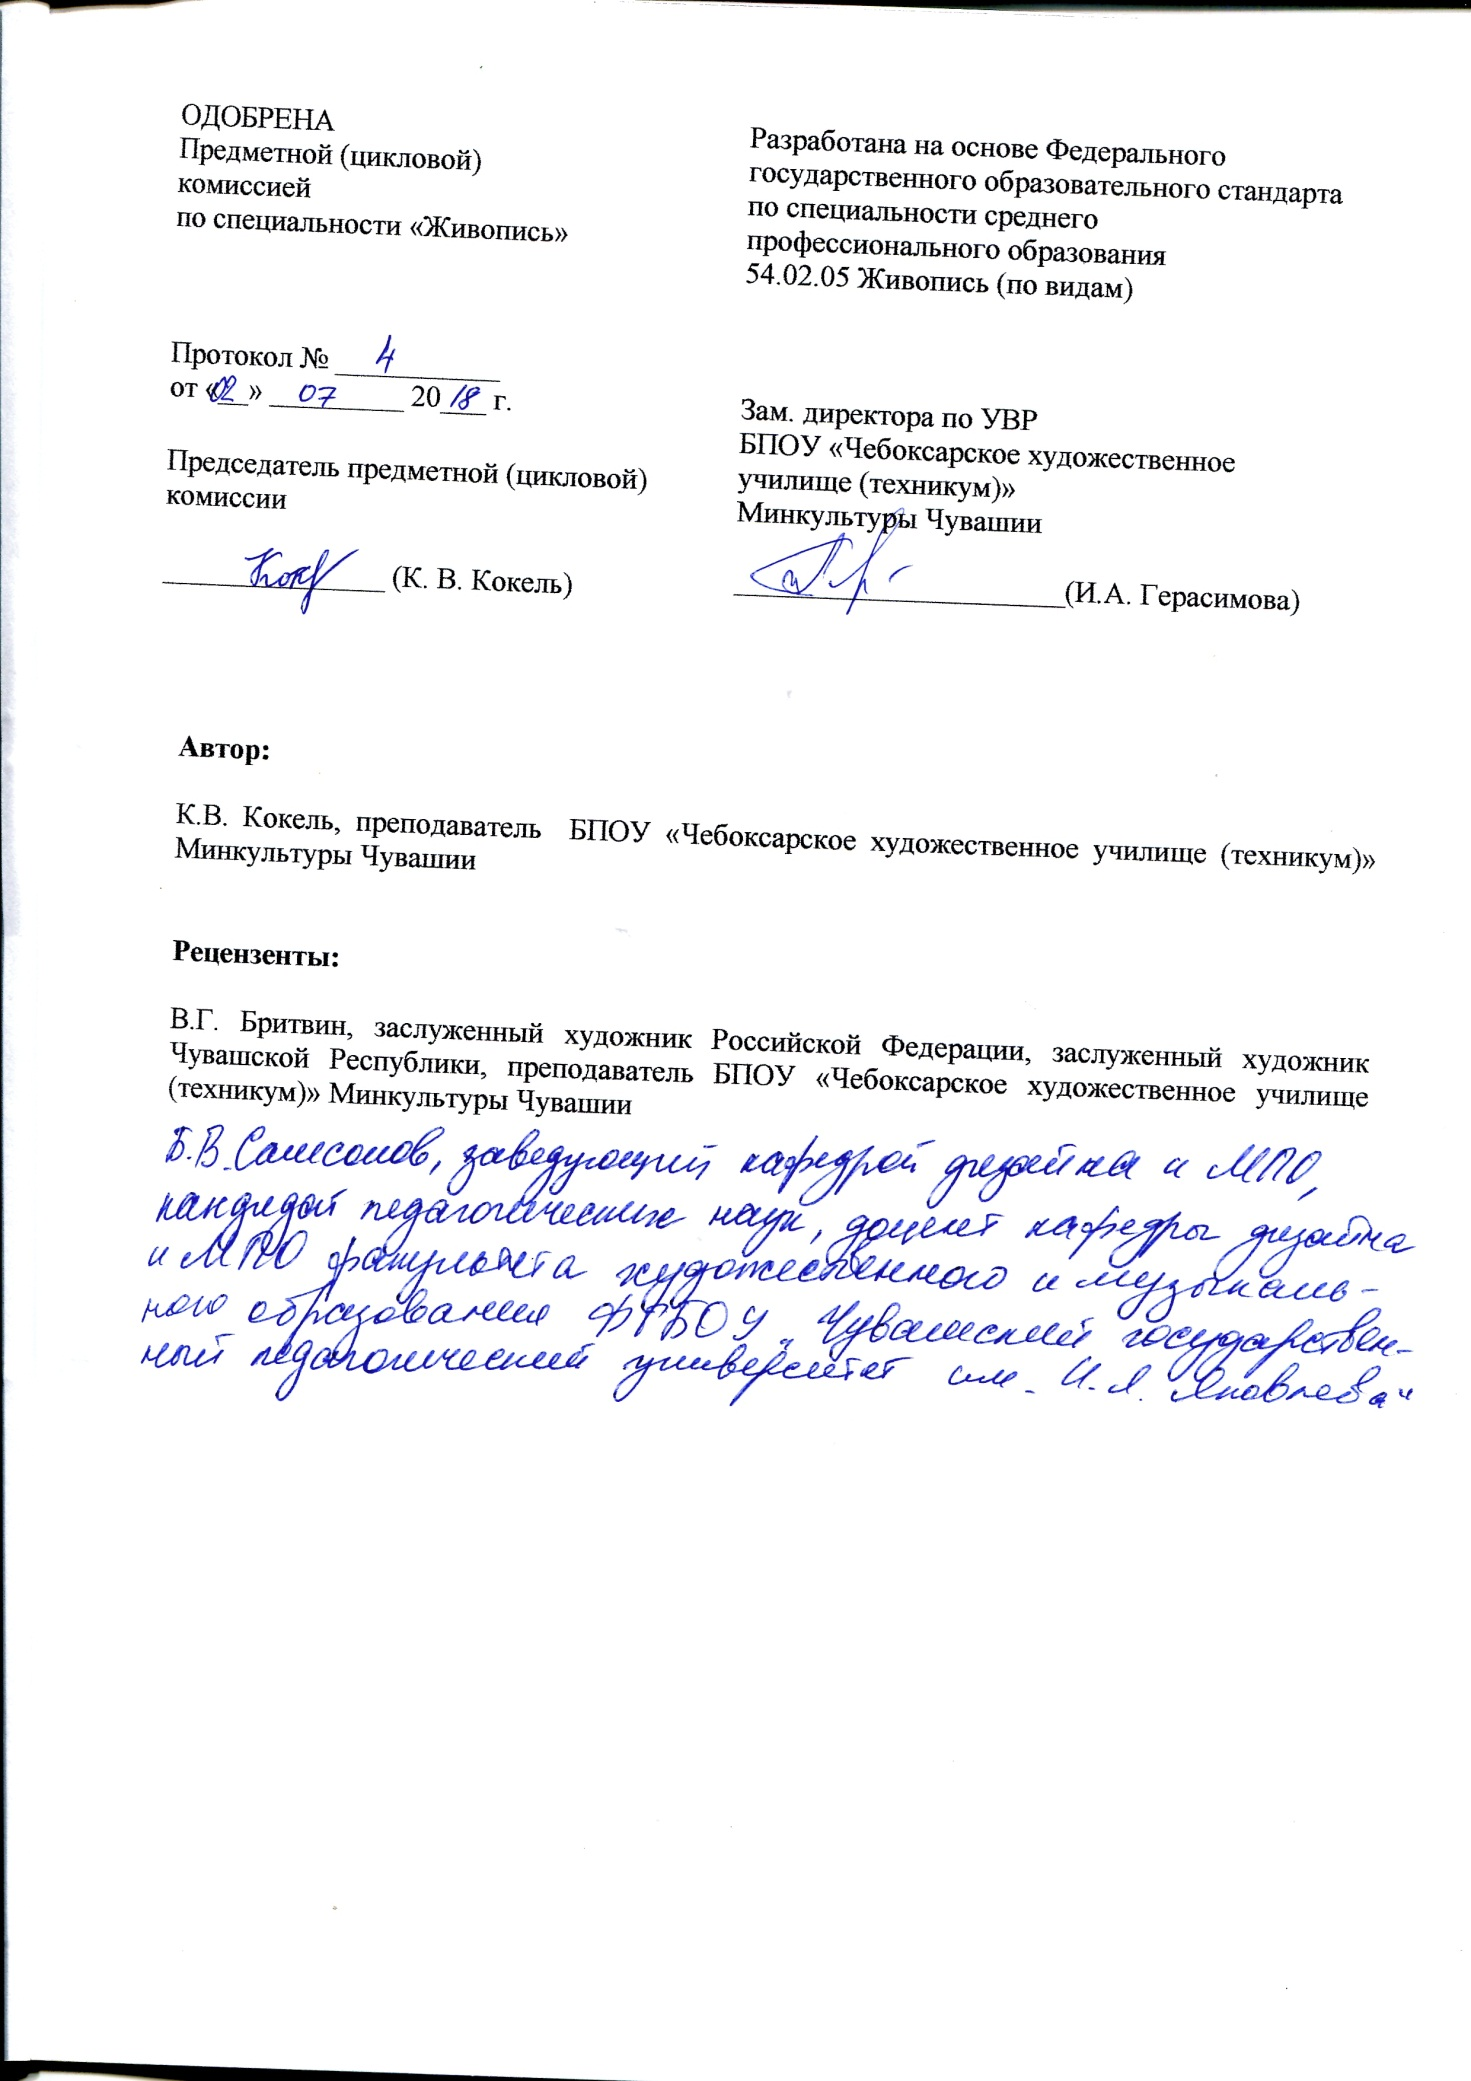 ОДОБРЕНА
Предметной (цикловой)
комиссией
по специальности «Живопись»
Протокол № 4
от «02» 07 2018 г.
Председатель предметной (цикловой)
комиссии
(К. В. Кокель)
Разработана на основе Федерального
государственного образовательного стандарта
по специальности среднего
профессионального образования
54.02.05 Живопись (по видам)
Зам. директора по УВР
БПОУ «Чебоксарское художественное
училище (техникум)»
Минкультуры Чувашии
(И.А. Герасимова)
Автор:
К.В. Кокель, преподаватель БПОУ «Чебоксарское художественное училище (техникум)»
Минкультуры Чувашии
Рецензенты:
В.Г. Бритвин, заслуженный художник Российской Федерации, заслуженный художник
Чувашской Республики, преподаватель БПОУ «Чебоксарское художественное училище
(техникум)» Минкультуры Чувашии
Б.В. Самсонов, заведующий кафедрой дизайна и МПО,
кандидат педагогических наук, доцент кафедры дизайна
и МПО факультета художественного и музыкаль-
ного образования ФГБОУ „Чувашский государствен-
ный педагогический университет им. И.Я. Яковлева"